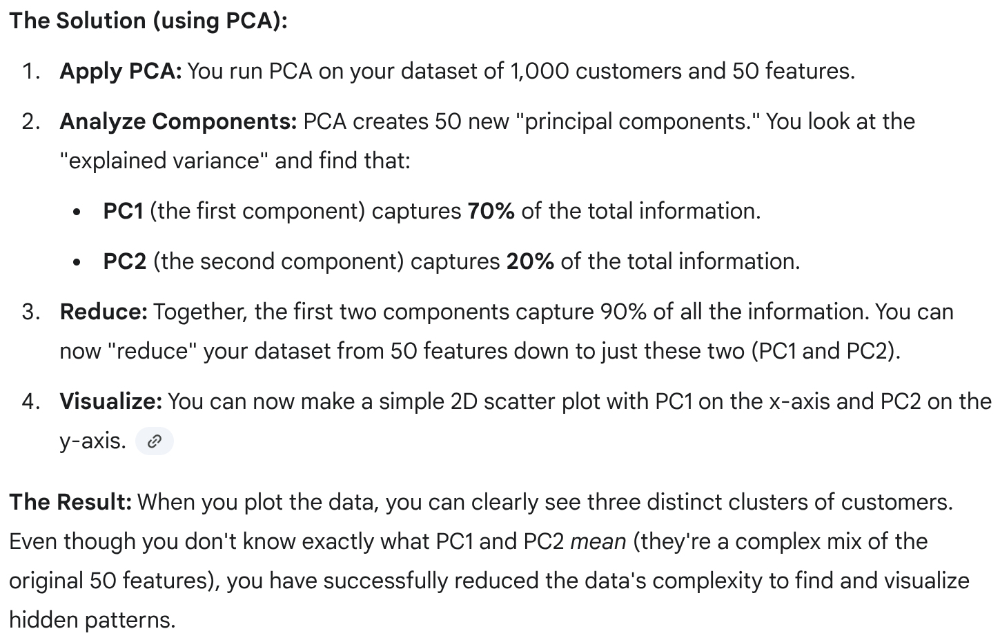 The Solution (using PCA):
1. Apply PCA: You run PCA on your dataset of 1,000 customers and 50 features.
2. Analyze Components: PCA creates 50 new "principal components." You look at the
"explained variance" and find that:
• PC1 (the first component) captures 70% of the total information.
• PC2 (the second component) captures 20% of the total information.
3. Reduce: Together, the first two components capture 90% of all the information. You can
now "reduce" your dataset from 50 features down to just these two (PC1 and PC2).
4. Visualize: You can now make a simple 2D scatter plot with PC1 on the x-axis and PC2 on the
y-axis.
The Result: When you plot the data, you can clearly see three distinct clusters of customers.
Even though you don't know exactly what PC1 and PC2 mean (they're a complex mix of the
original 50 features), you have successfully reduced the data's complexity to find and visualize
hidden patterns.